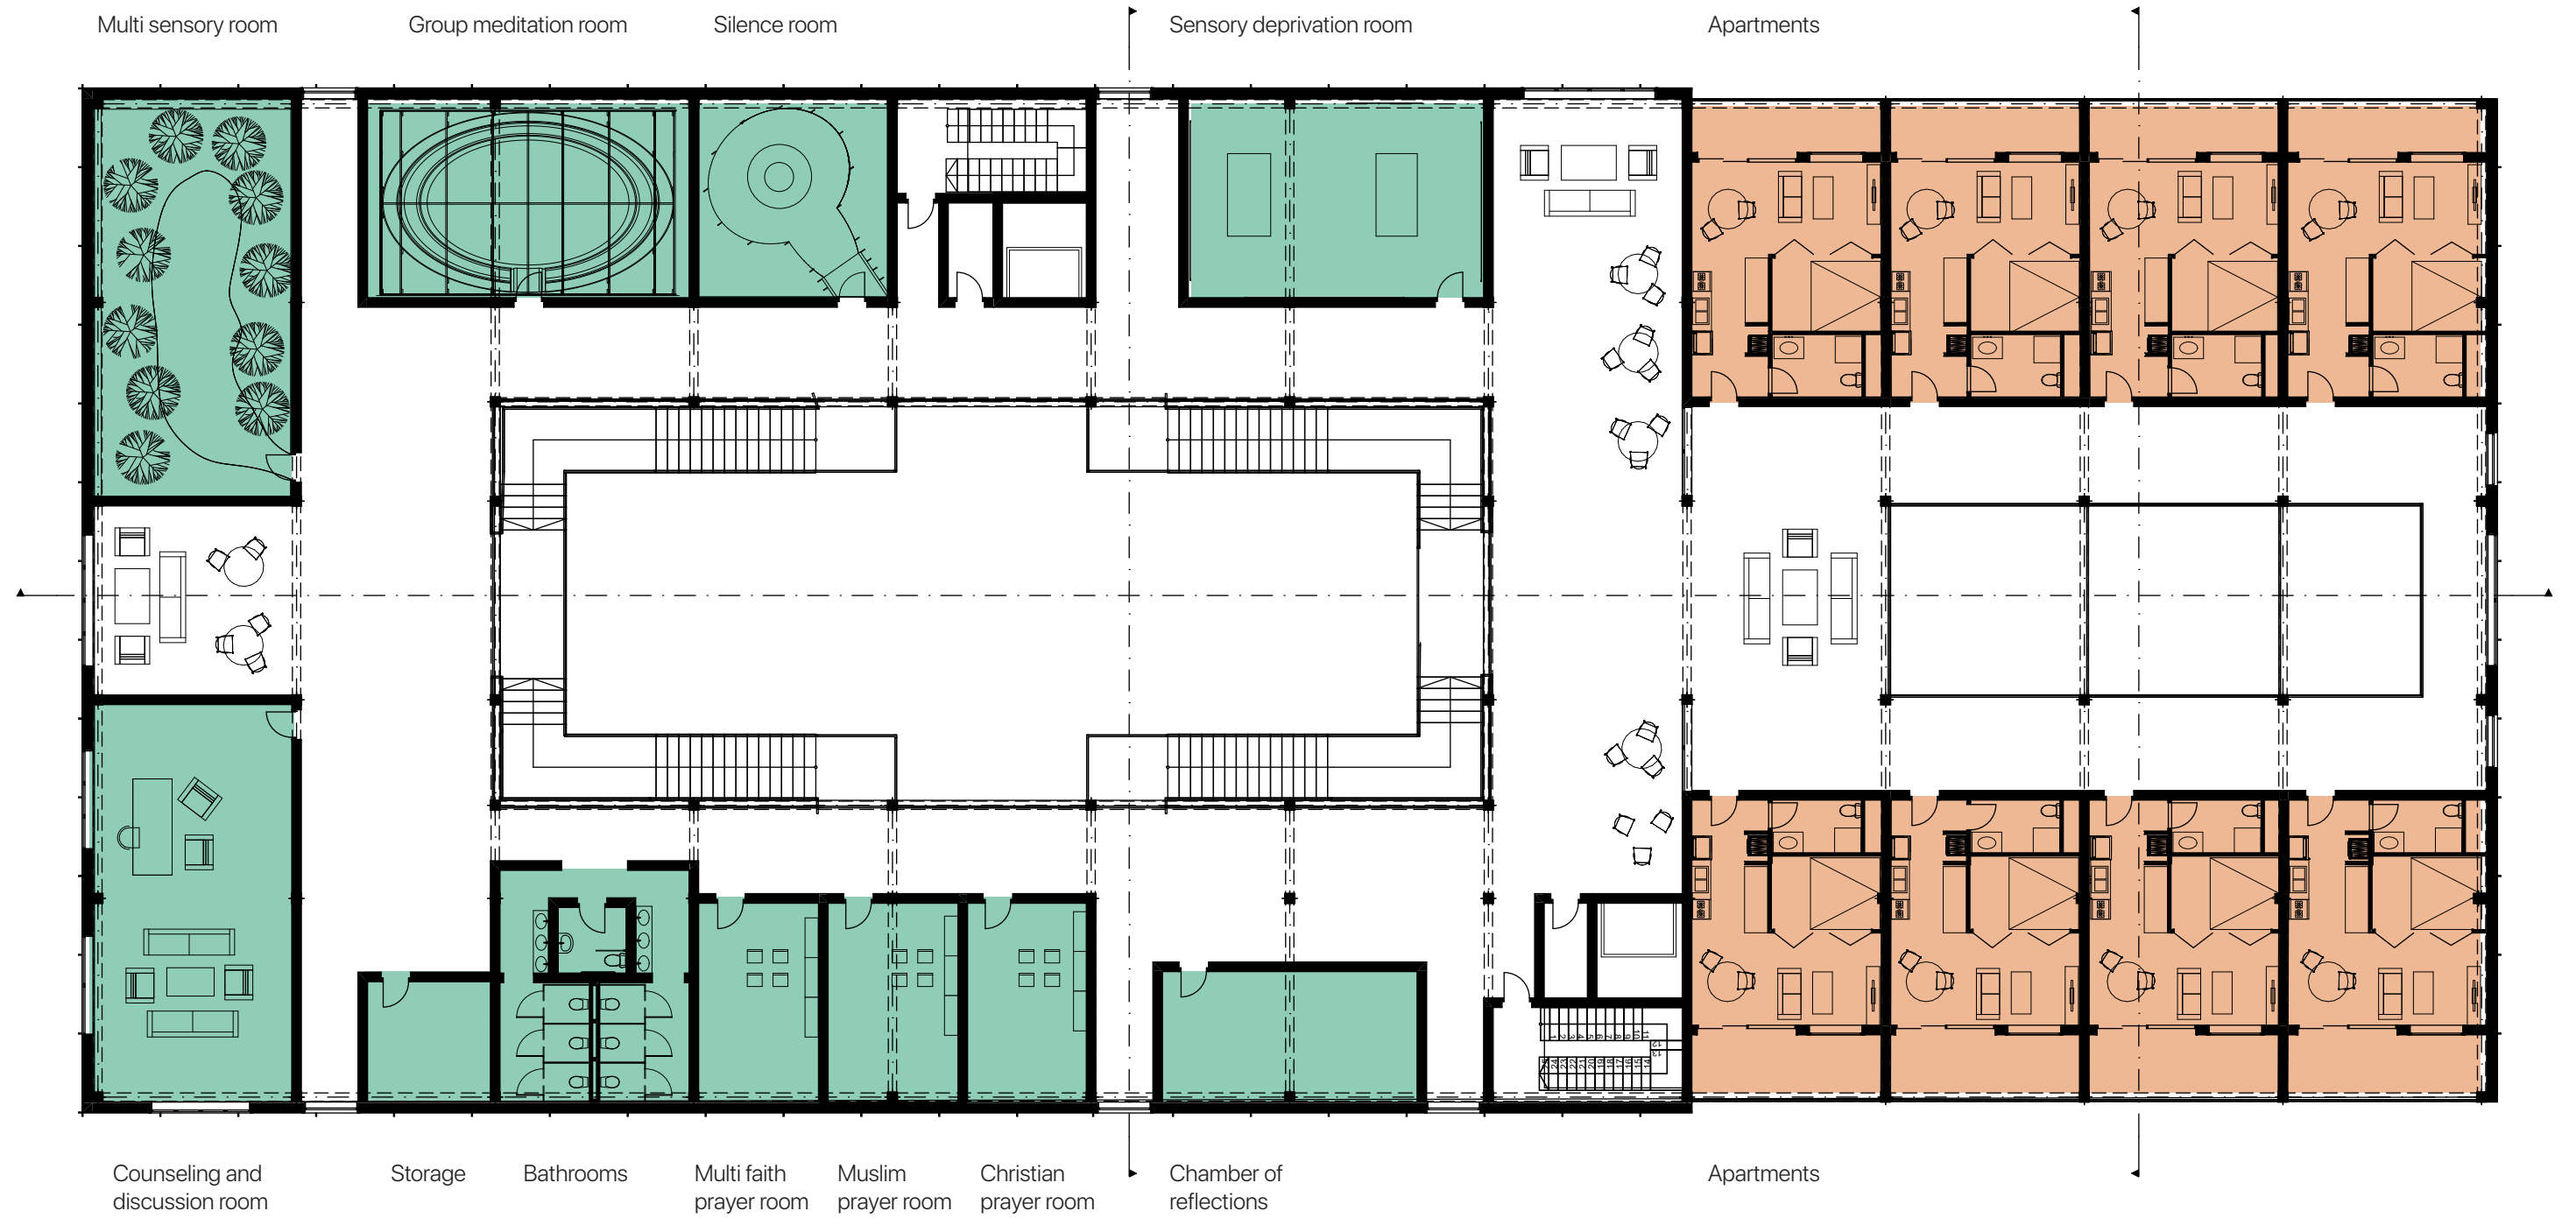 Multi sensory room
Group meditation room
Silence room
Sensory deprivation room
Apartments
Counseling and
discussion room
Storage
Bathrooms
Multi faith
prayer room
Muslim
prayer room
Christian
prayer room
Chamber of
reflections
Apartments